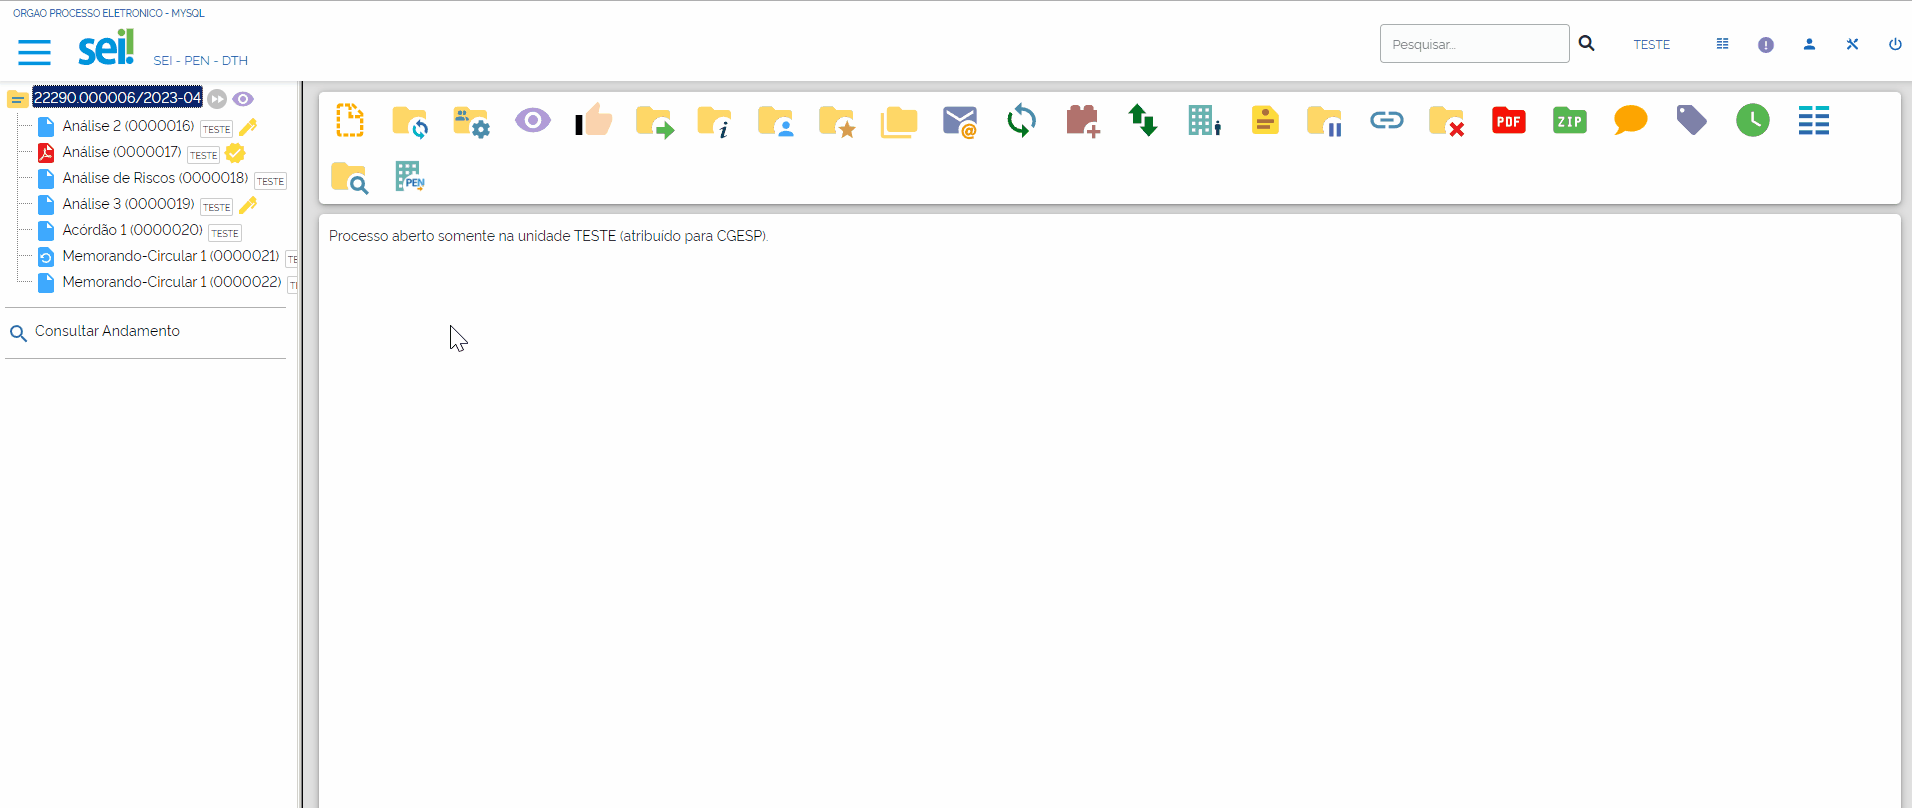 ORGAO PROCESSO ELETRONICO - MYSQL
sei!
SEI - PEN - DTH
Pesquisar...
TESTE
22290.000006/2023-04
Análise 2 (0000016) TESTE
Análise (0000017) TESTE
Análise de Riscos (0000018) TESTE
Análise 3 (0000019) TESTE
Acórdão 1 (0000020) TESTE
Memorando-Circular 1 (0000021) TE
Memorando-Circular 1 (0000022) TE
Consultar Andamento
i
@
PDF
ZIP
PEN
Processo aberto somente na unidade TESTE (atribuído para CGESP).